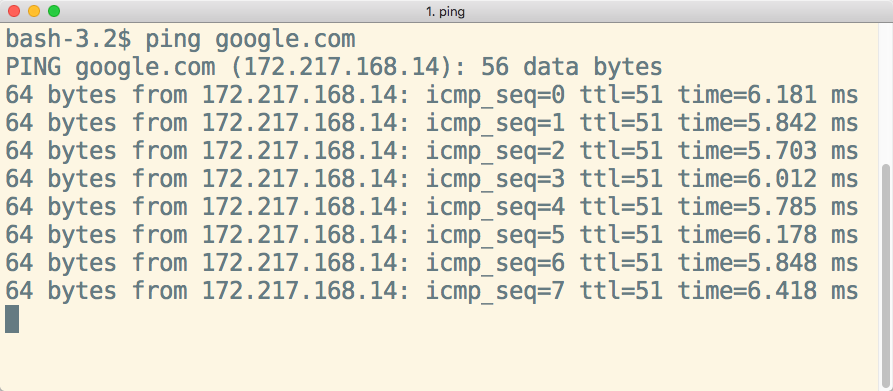 1. ping
bash-3.2$ ping google.com
PING google.com (172.217.168.14): 56 data bytes
64 bytes from 172.217.168.14: icmp_seq=0 ttl=51 time=6.181 ms
64 bytes from 172.217.168.14: icmp_seq=1 ttl=51 time=5.842 ms
64 bytes from 172.217.168.14: icmp_seq=2 ttl=51 time=5.703 ms
64 bytes from 172.217.168.14: icmp_seq=3 ttl=51 time=6.012 ms
64 bytes from 172.217.168.14: icmp_seq=4 ttl=51 time=5.785 ms
64 bytes from 172.217.168.14: icmp_seq=5 ttl=51 time=6.178 ms
64 bytes from 172.217.168.14: icmp_seq=6 ttl=51 time=5.848 ms
64 bytes from 172.217.168.14: icmp_seq=7 ttl=51 time=6.418 ms